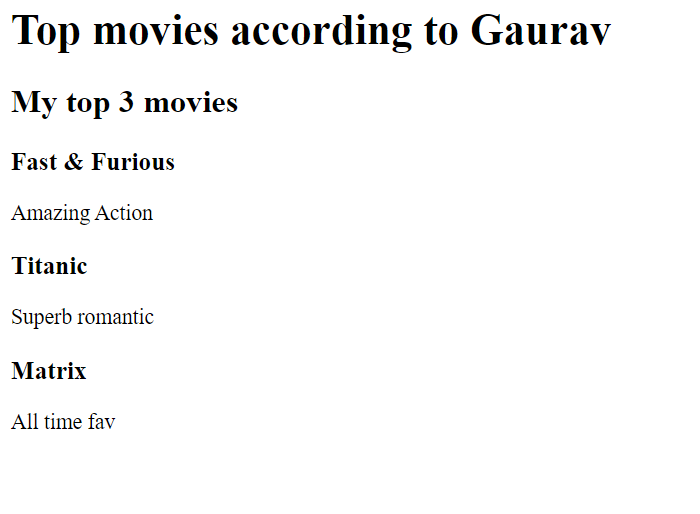 Top movies according to Gaurav
My top 3 movies
Fast & Furious
Amazing Action
Titanic
Superb romantic
Matrix
All time fav